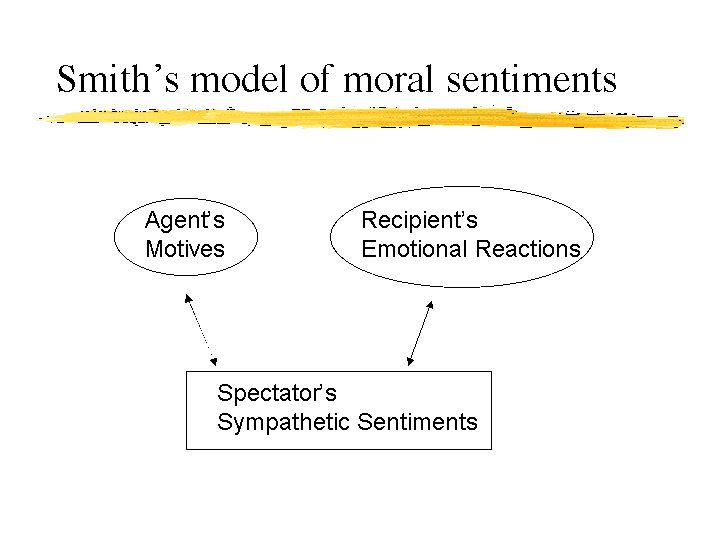 Smith’s model of moral sentiments
Agent’s
Motives
Recipient’s
Emotional Reactions
Spectator’s
Sympathetic Sentiments